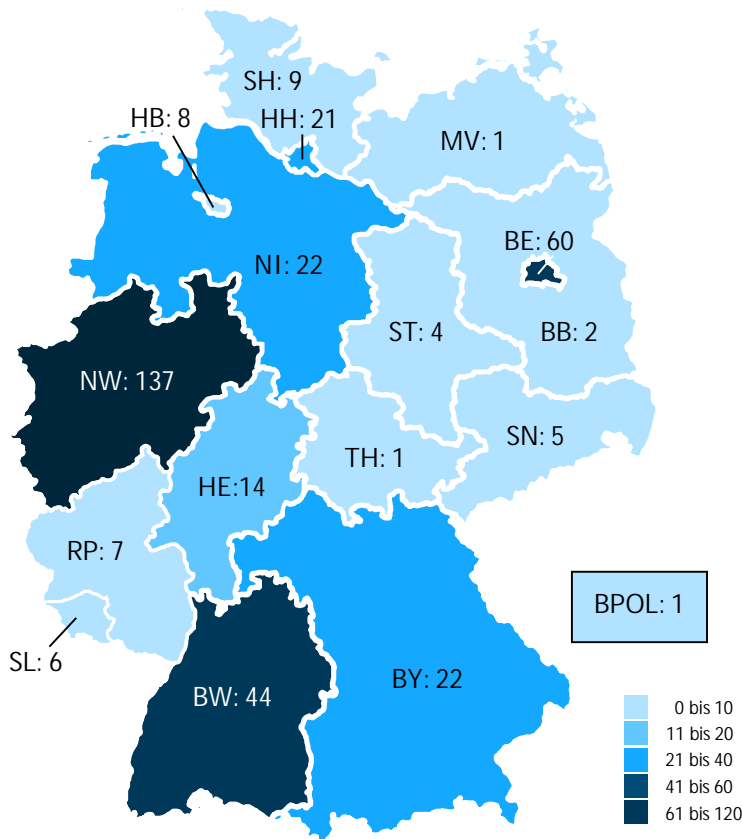 SH: 9
HB: 8
HH: 21
MV: 1
BE: 60
NI: 22
ST: 4
BB: 2
NW: 137
SN: 5
TH: 1
HE:14
RP: 7
BPOL: 1
SL: 6
BW: 44
BY: 22
0 bis 10
11 bis 20
21 bis 40
41 bis 60
61 bis 120